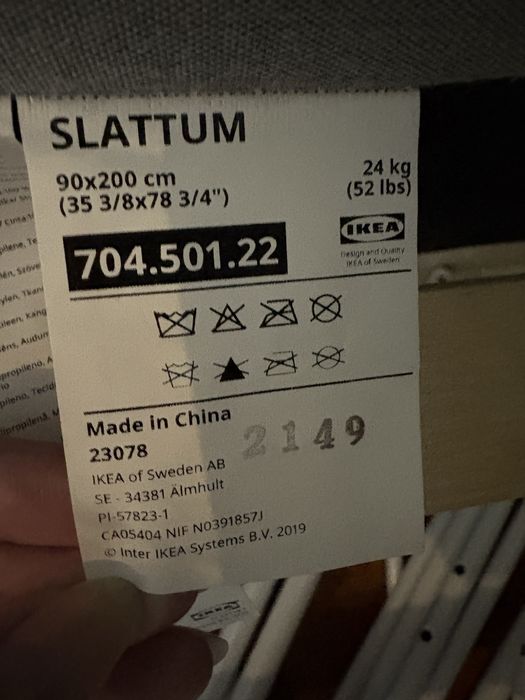 SLATTUM
90x200 cm
(35 3/8x78 3/4")
24 kg
(52 lbs)
704.501.22
IKEA
Design and Quality
IKEA of Sweden
Made in China
23078
2149
IKEA of Sweden AB
SE - 34381 Älmhult
PI-57823-1
CA05404 NIF N0391857J
© Inter IKEA Systems B.V. 2019
IKEA